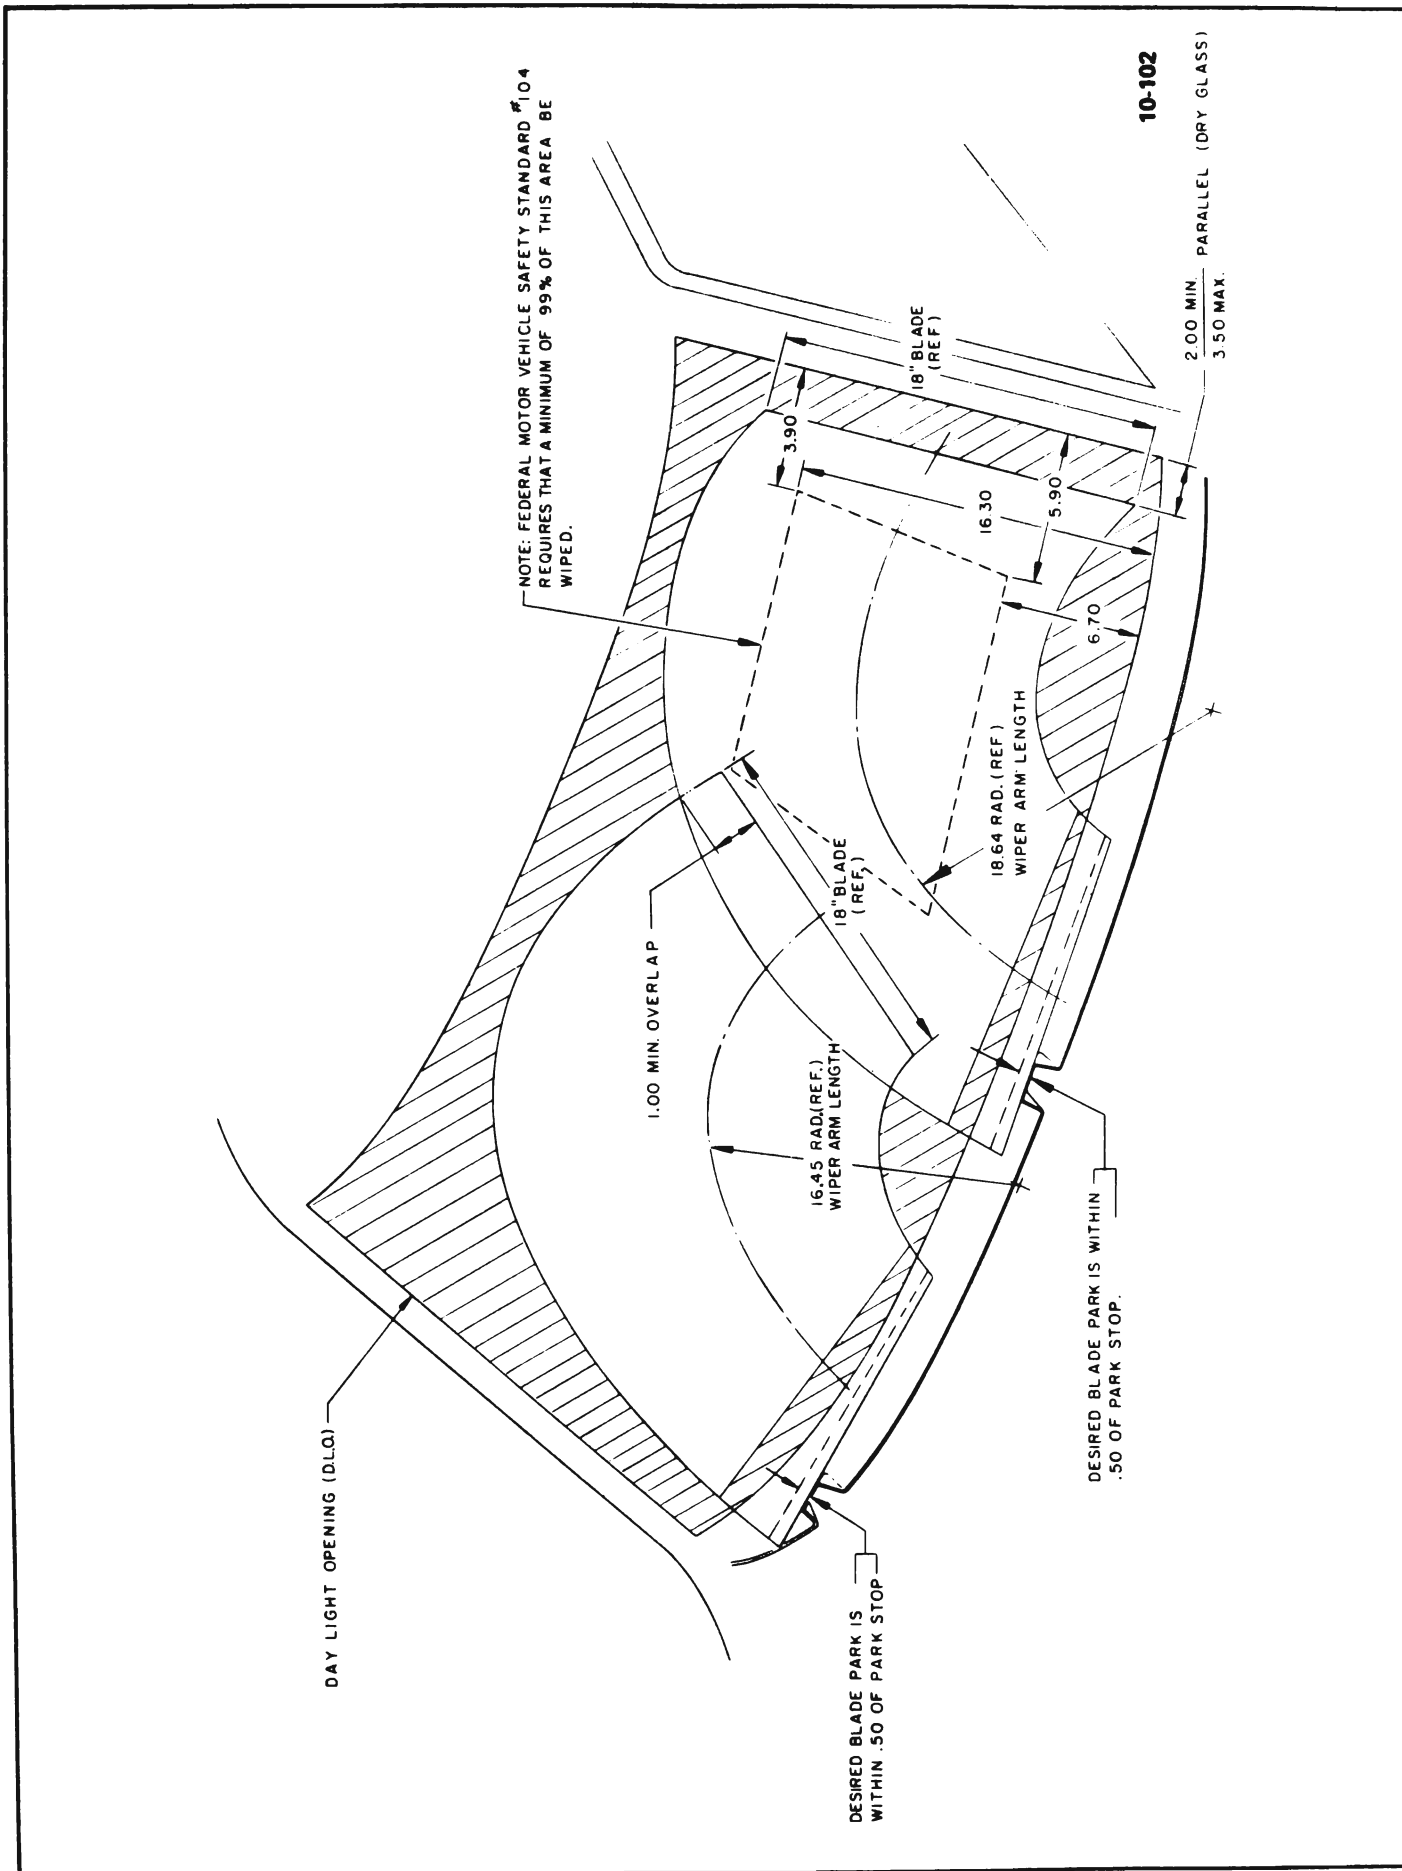 NOTE: FEDERAL MOTOR VEHICLE SAFETY STANDARD #104
REQUIRES THAT A MINIMUM OF 99% OF THIS AREA BE
WIPED.
DAY LIGHT OPENING (D.L.O.)
1.00 MIN. OVERLAP
18" BLADE
(REF.)
16.45 RAD.(REF.)
WIPER ARM LENGTH
18.64 RAD. (REF)
WIPER ARM LENGTH
3.90
18" BLADE
(REF)
16.30
5.90
6.70
2.00 MIN.
3.50 MAX.
PARALLEL (DRY GLASS)
DESIRED BLADE PARK IS
WITHIN .50 OF PARK STOP
DESIRED BLADE PARK IS WITHIN
.50 OF PARK STOP.
10-102